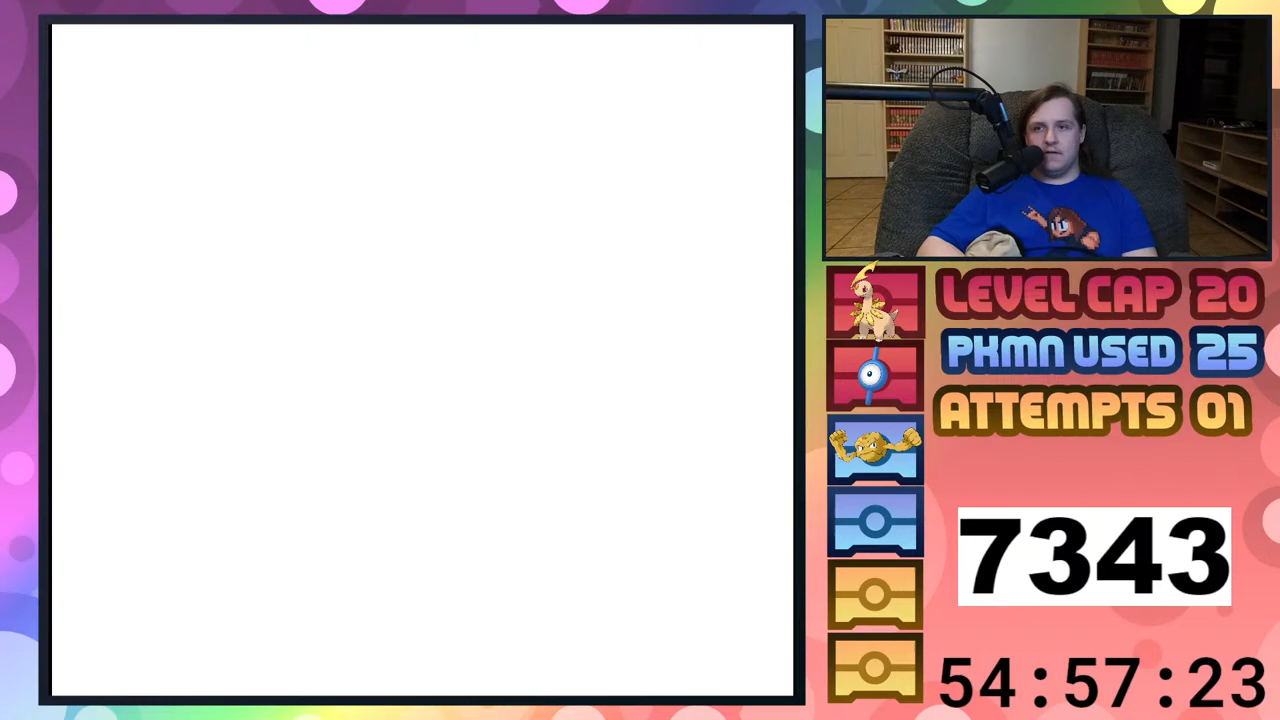 LEVEL CAP 20
PKMN USED 25
ATTEMPTS 01
7343
54:57:23